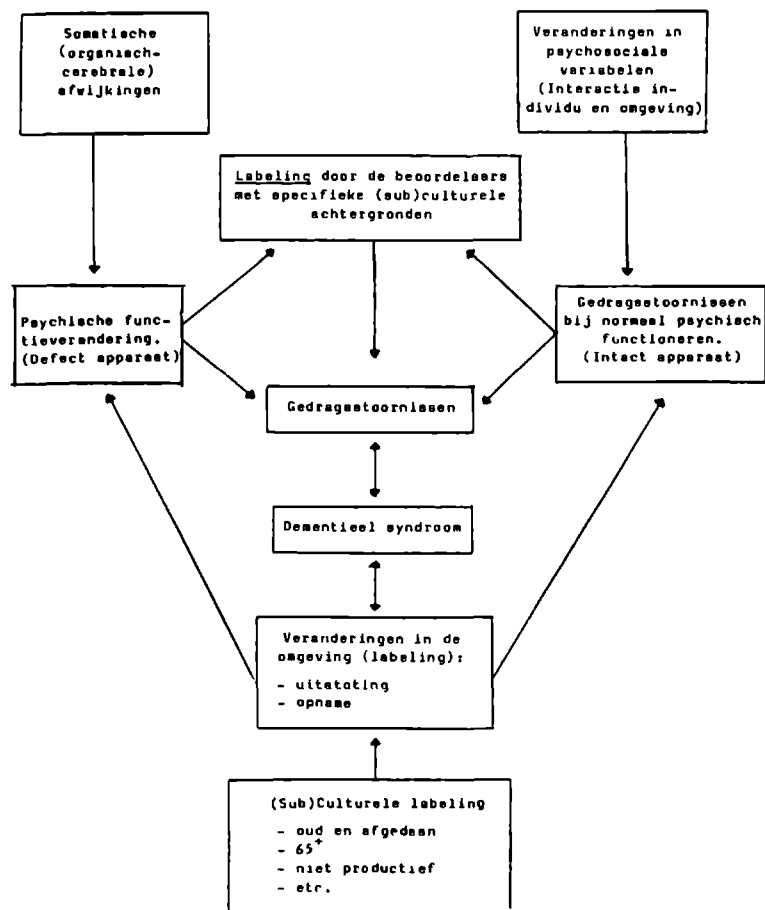 Somatische
(organisch-
cerebrale)
afwijkingen
Veranderingen in
psychosociale
variabelen
(Interactie in-
dividu en omgeving)
Labeling door de beoordelaars
met specifieke (sub)culturele
achtergronden
Psychische func-
tieverandering.
(Defect apparaat)
Gedragsstoornissen
bij normaal psychisch
functioneren.
(Intact apparaat)
Gedragsstoornissen
Dementieel syndroom
Veranderingen in de
omgeving (labeling):
- uitstoting
- opname
(Sub)Culturele labeling
- oud en afgedaan
- 65+
- niet productief
- etc.